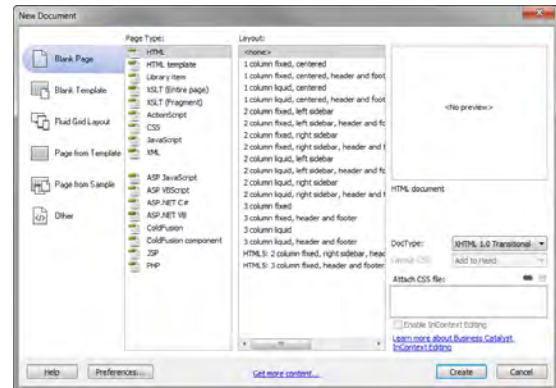 New Document
Blank Page
Blank Template
Fluid Grid Layout
Page from Template
Page from Sample
Other
Page Type:
HTML
HTML template
Library item
XSLT (Entire page)
XSLT (Fragment)
ActionScript
CSS
JavaScript
XML
ASP JavaScript
ASP VBScript
ASP.NET C#
ASP.NET VB
ColdFusion
ColdFusion component
JSP
PHP
Layout:
<none>
1 column fixed, centered
1 column fixed, centered, header and foot
1 column liquid, centered
1 column liquid, centered, header and foot
2 column fixed, left sidebar
2 column fixed, left sidebar, header and fo
2 column fixed, right sidebar
2 column fixed, right sidebar, header and f
2 column liquid, left sidebar
2 column liquid, left sidebar, header and fo
2 column liquid, right sidebar
2 column liquid, right sidebar, header and f
3 column fixed
3 column fixed, header and footer
3 column liquid
3 column liquid, header and footer
HTML5: 2 column fixed, right sidebar, head
HTML5: 3 column fixed, header and footer
<No preview>
HTML document
DocType: XHTML 1.0 Transitional
Layout CSS: Add to Head
Attach CSS file:
Enable InContext Editing
Learn more about Business Catalyst
InContext Editing
Help
Preferences...
Get more content...
Create
Cancel